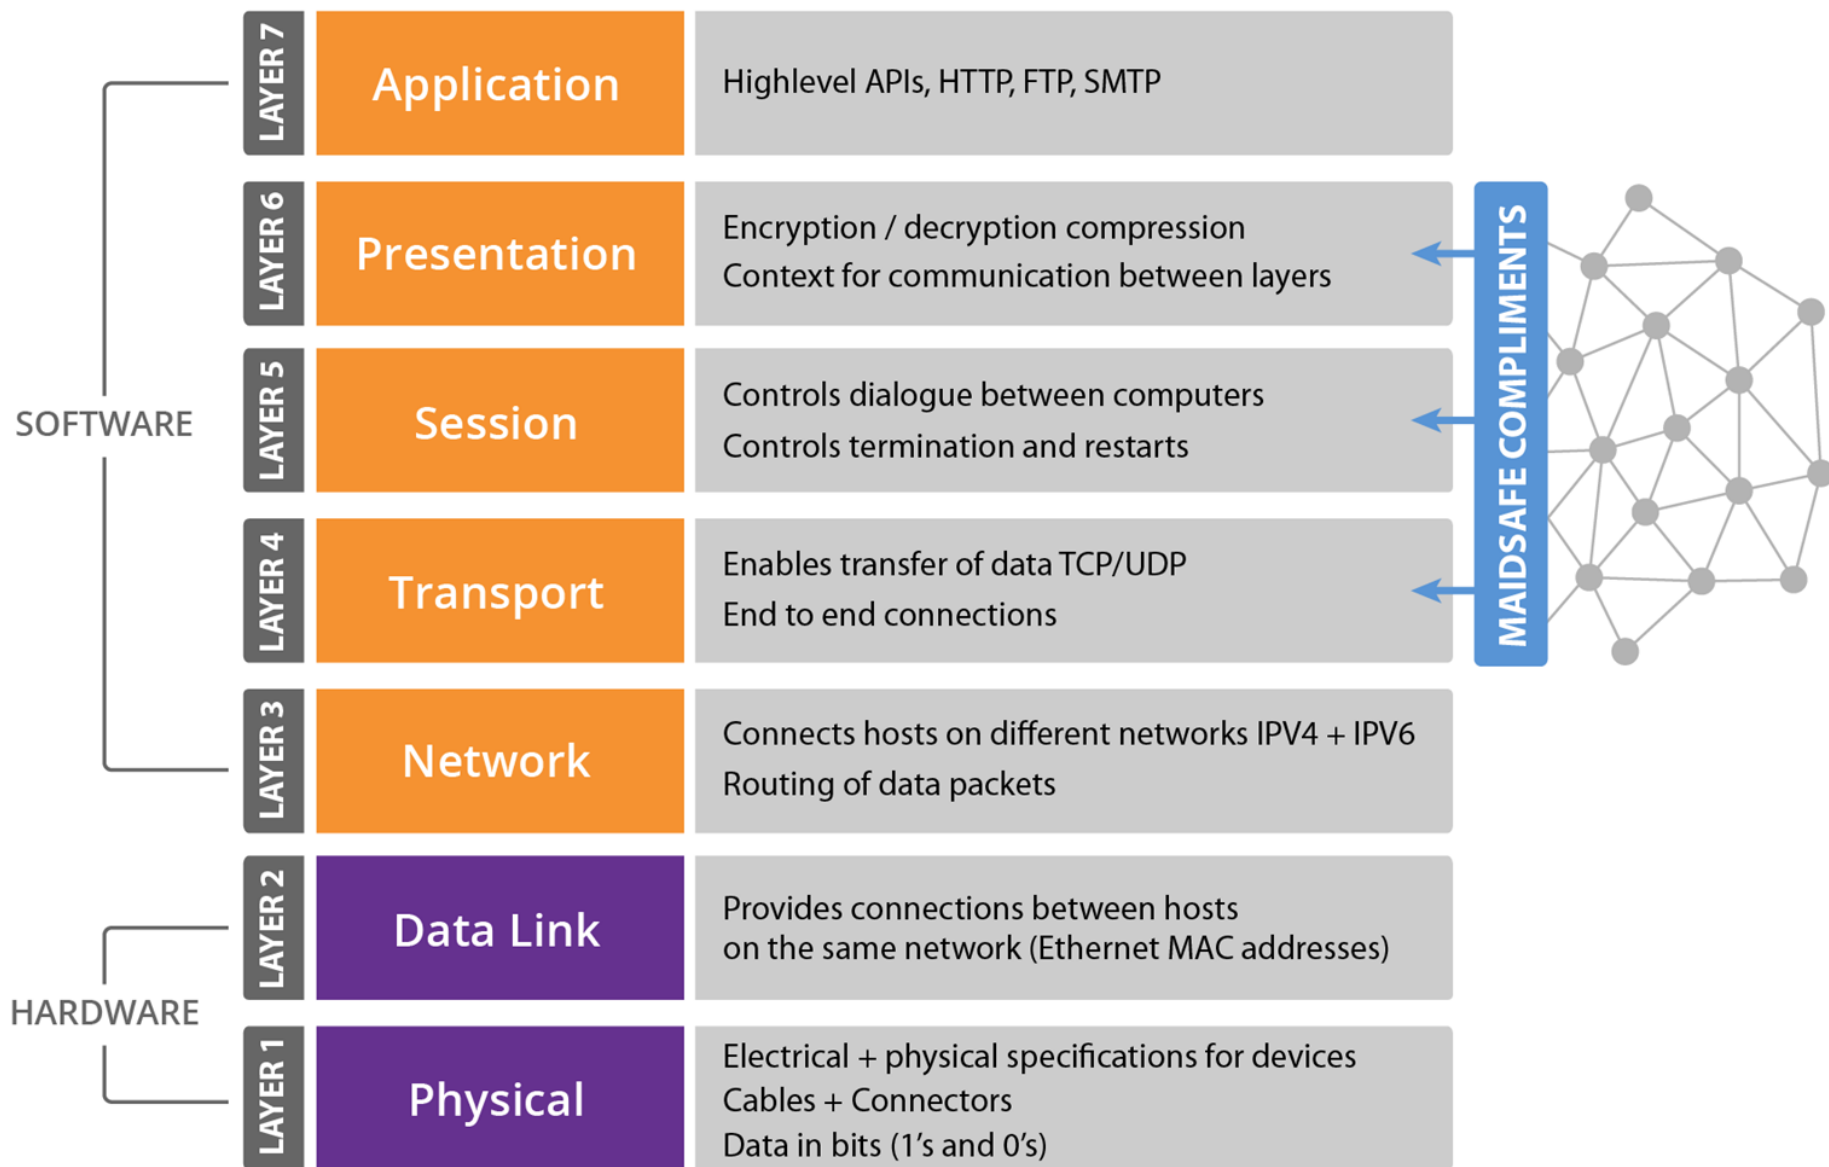 LAYER 7
Application
Highlevel APIs, HTTP, FTP, SMTP
LAYER 6
Presentation
Encryption / decryption compression
Context for communication between layers
MAIDSAFE COMPLIMENTS
SOFTWARE
LAYER 5
Session
Controls dialogue between computers
Controls termination and restarts
LAYER 4
Transport
Enables transfer of data TCP/UDP
End to end connections
LAYER 3
Network
Connects hosts on different networks IPV4 + IPV6
Routing of data packets
HARDWARE
LAYER 2
Data Link
Provides connections between hosts
on the same network (Ethernet MAC addresses)
LAYER 1
Physical
Electrical + physical specifications for devices
Cables + Connectors
Data in bits (1’s and 0’s)